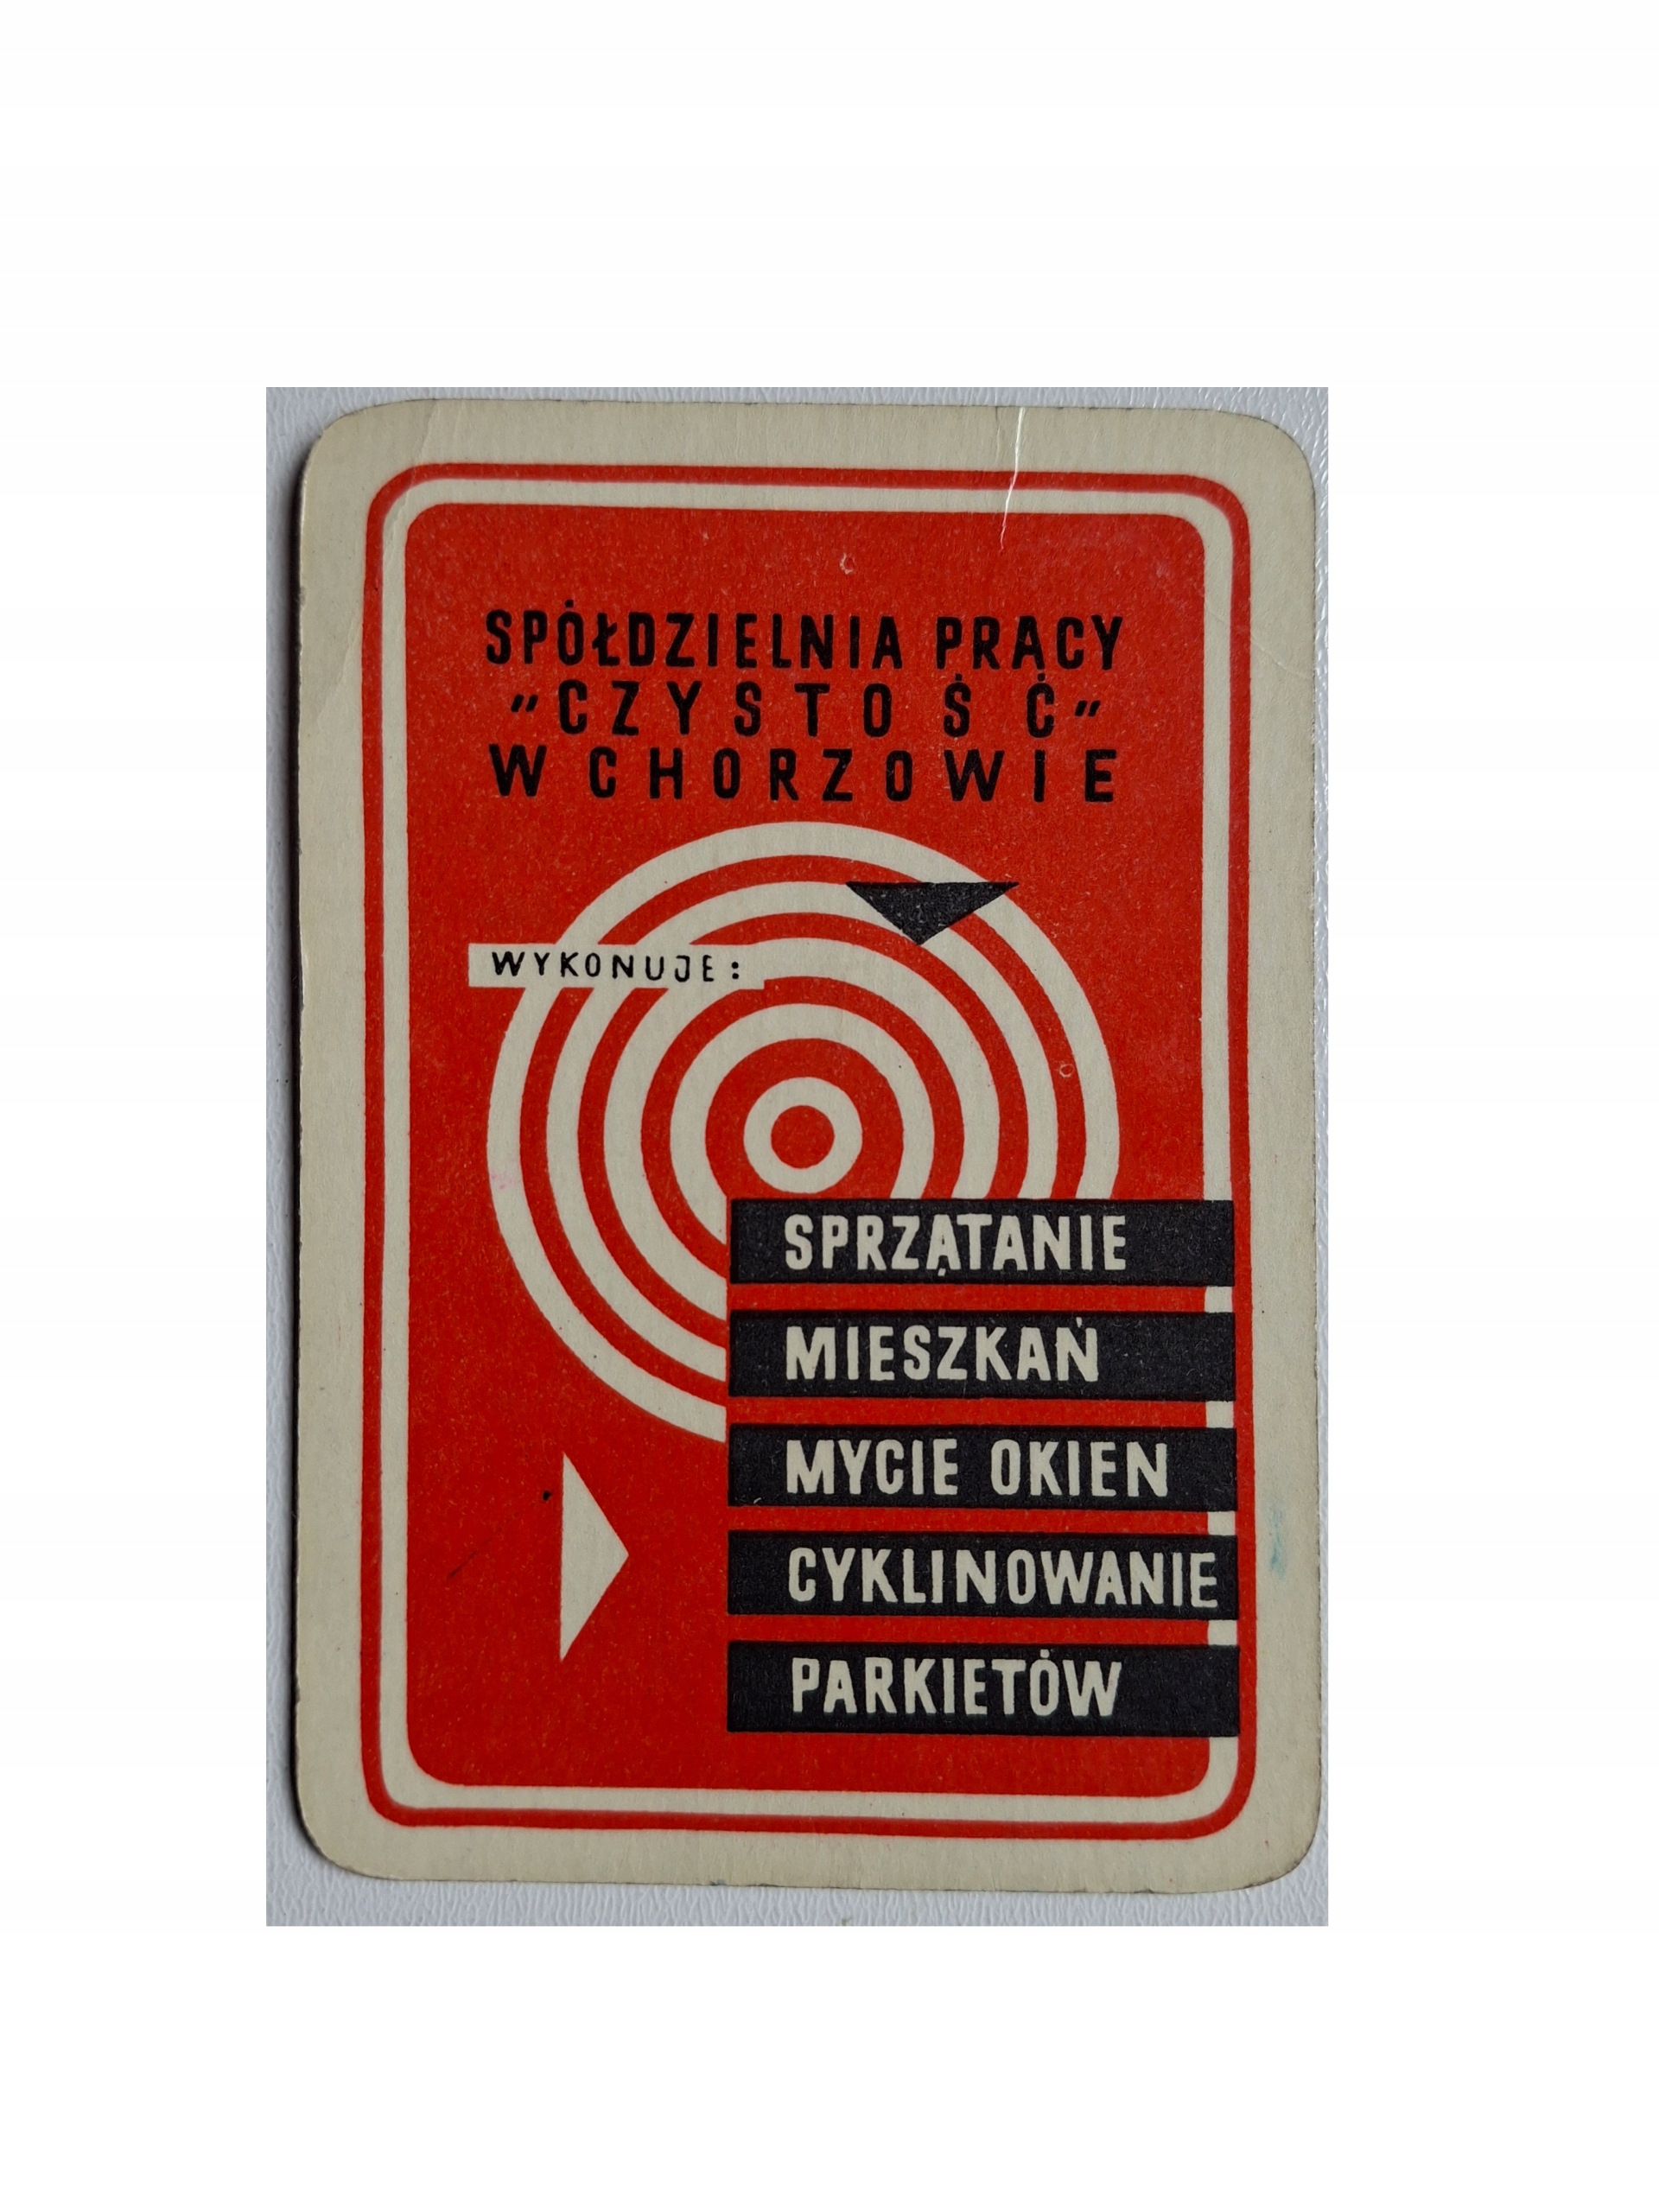 SPÓŁDZIELNIA PRACY
"CZYSTOŚĆ"
W CHORZOWIE
WYKONUJE:
SPRZĄTANIE
MIESZKAŃ
MYCIE OKIEN
CYKLINOWANIE
PARKIETÓW